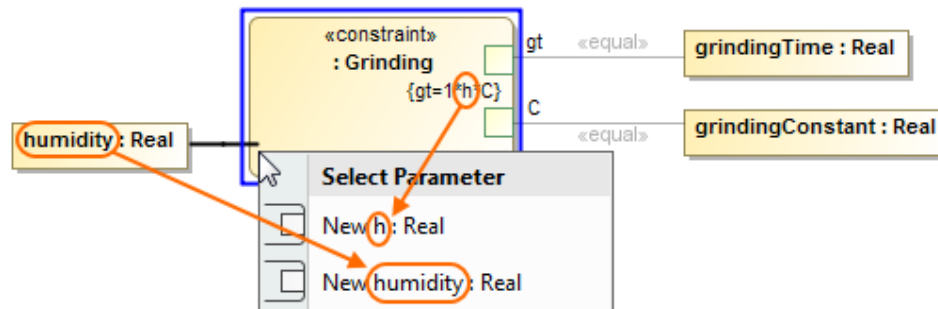 «constraint»
: Grinding
{gt=1*h*C}
gt
«equal»
grindingTime : Real
C
«equal»
grindingConstant : Real
humidity : Real
Select Parameter
New h : Real
New humidity : Real